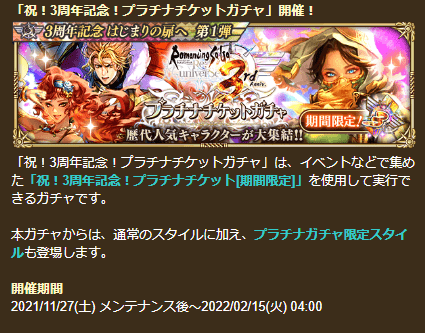 「祝！3周年記念！プラチナチケットガチャ」開催！
3周年記念 はじまりの扉へ 第1弾
Romancing SaGa
Re;universe
3rd
Anniv.
プラチナチケットガチャ
期間限定！
歴代人気キャラクターが大集結!!
「祝！3周年記念！プラチナチケットガチャ」は、イベントなどで集め
た「祝！3周年記念！プラチナチケット[期間限定]」を使用して実行で
きるガチャです。
本ガチャからは、通常のスタイルに加え、プラチナガチャ限定スタイ
ルも登場します。
開催期間
2021/11/27(土) メンテナンス後～2022/02/15(火) 04:00